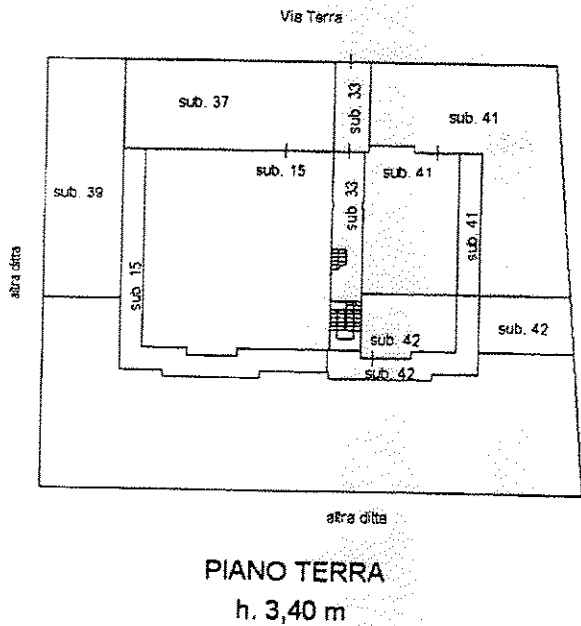 Via Terra
sub. 37
sub. 33
sub. 41
sub. 15
sub. 41
sub. 39
sub. 33
sub. 41
altra ditta
sub. 15
sub. 42
sub. 42
sub. 42
altra ditta
PIANO TERRA
h. 3,40 m